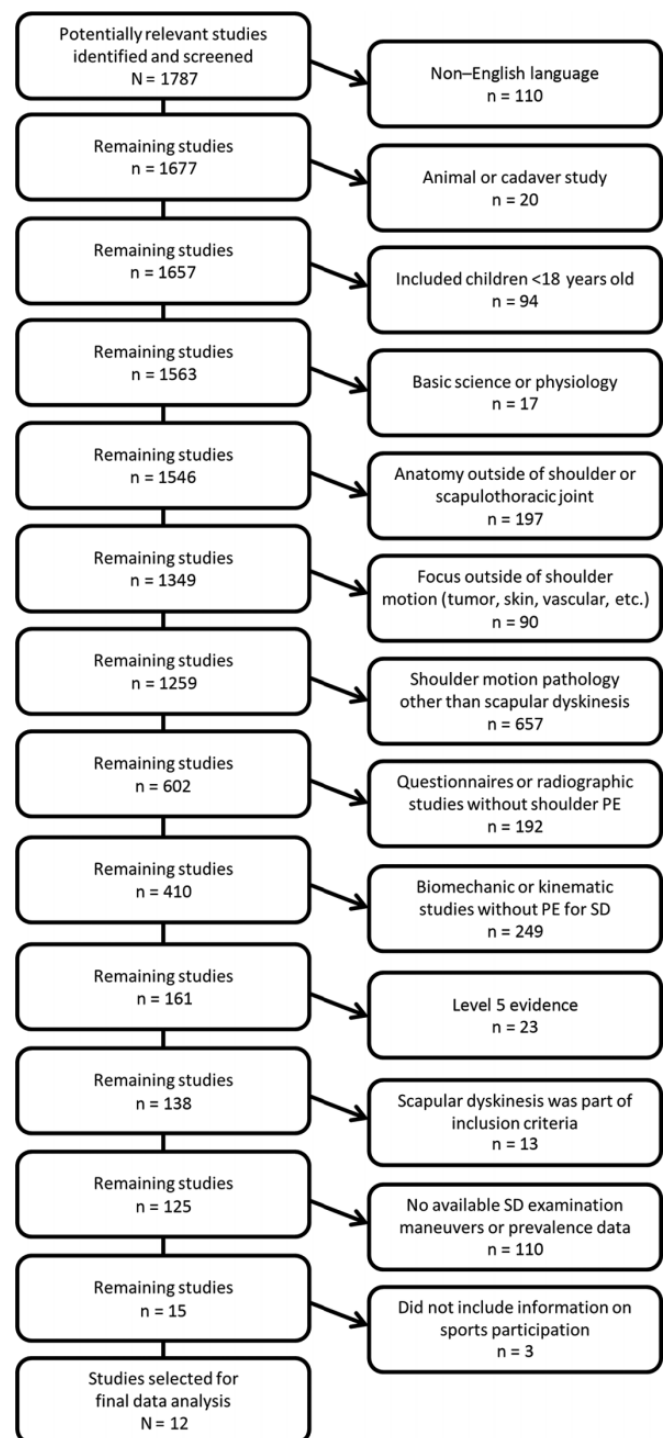 Potentially relevant studies
identified and screened
N = 1787
Non–English language
n = 110
Remaining studies
n = 1677
Animal or cadaver study
n = 20
Remaining studies
n = 1657
Included children <18 years old
n = 94
Remaining studies
n = 1563
Basic science or physiology
n = 17
Remaining studies
n = 1546
Anatomy outside of shoulder or
scapulothoracic joint
n = 197
Remaining studies
n = 1349
Focus outside of shoulder
motion (tumor, skin, vascular, etc.)
n = 90
Remaining studies
n = 1259
Shoulder motion pathology
other than scapular dyskinesis
n = 657
Remaining studies
n = 602
Questionnaires or radiographic
studies without shoulder PE
n = 192
Remaining studies
n = 410
Biomechanic or kinematic
studies without PE for SD
n = 249
Remaining studies
n = 161
Level 5 evidence
n = 23
Remaining studies
n = 138
Scapular dyskinesis was part of
inclusion criteria
n = 13
Remaining studies
n = 125
No available SD examination
maneuvers or prevalence data
n = 110
Remaining studies
n = 15
Did not include information on
sports participation
n = 3
Studies selected for
final data analysis
N = 12